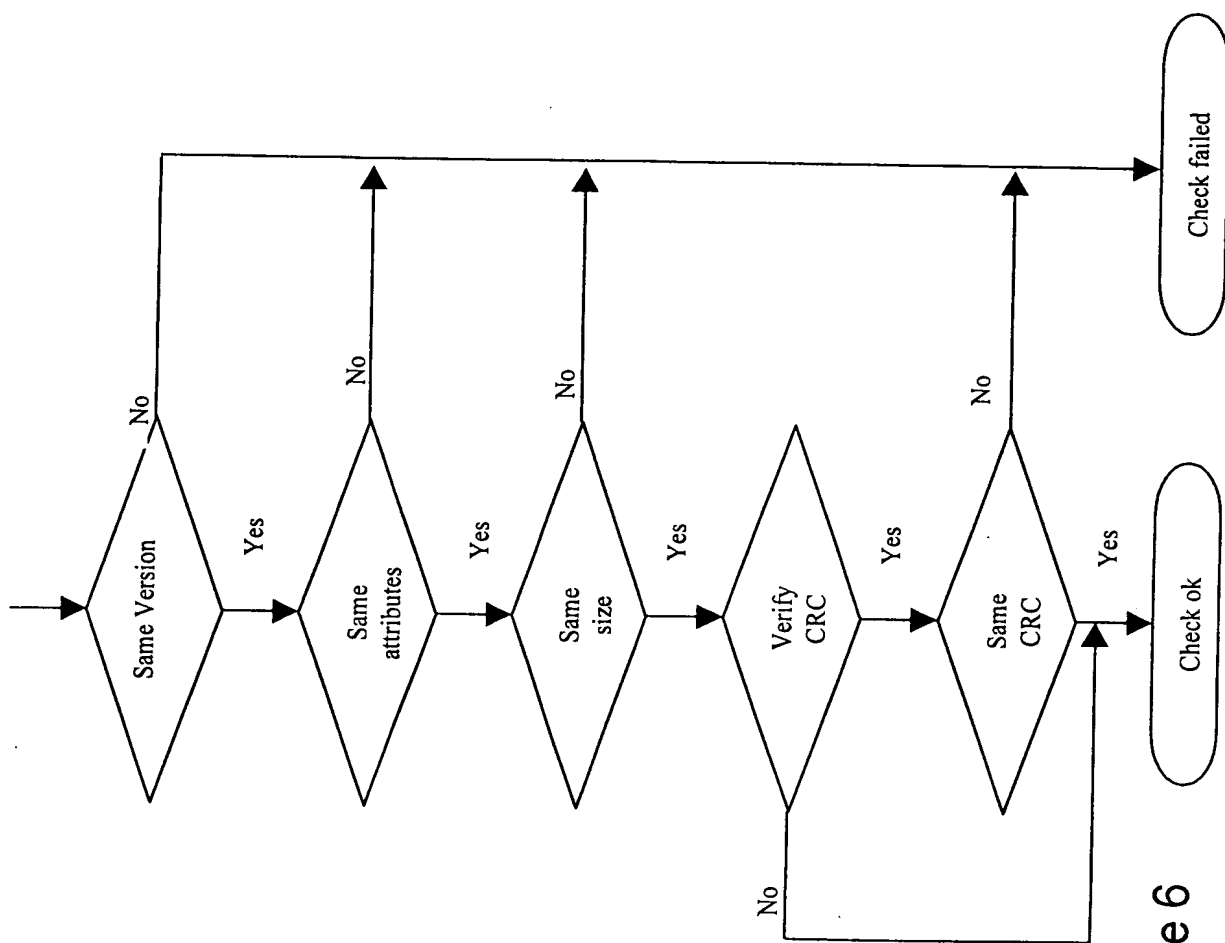 Same Version
No
Yes
Same
attributes
No
Yes
Same
size
No
Yes
Verify
CRC
No
Yes
Same
CRC
No
Yes
Check ok
Check failed
e 6